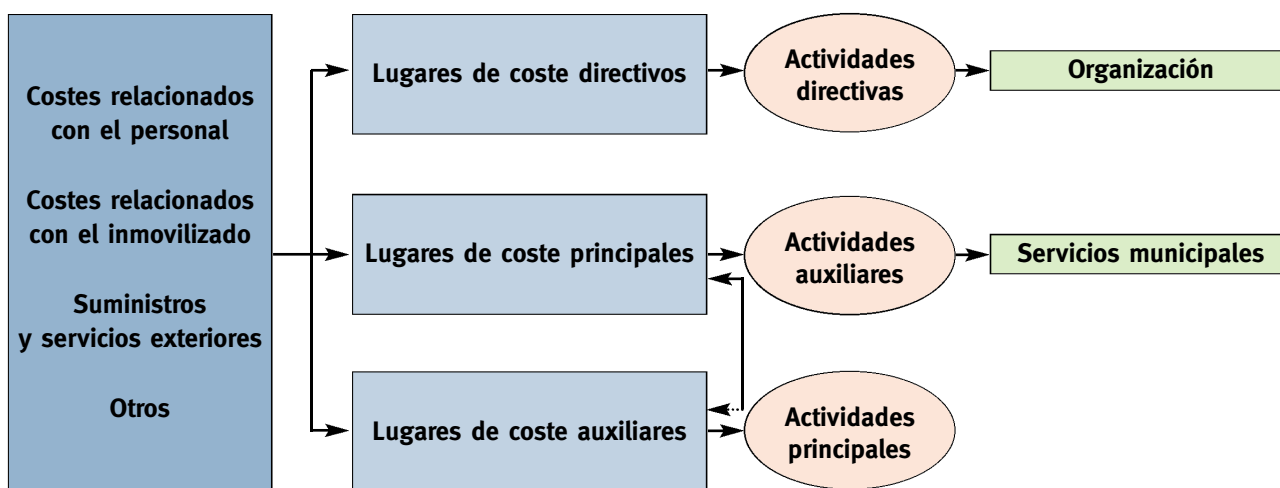 Costes relacionados
con el personal
Costes relacionados
con el inmovilizado
Suministros
y servicios exteriores
Otros
Lugares de coste directivos
Actividades
directivas
Organización
Lugares de coste principales
Actividades
auxiliares
Servicios municipales
Lugares de coste auxiliares
Actividades
principales